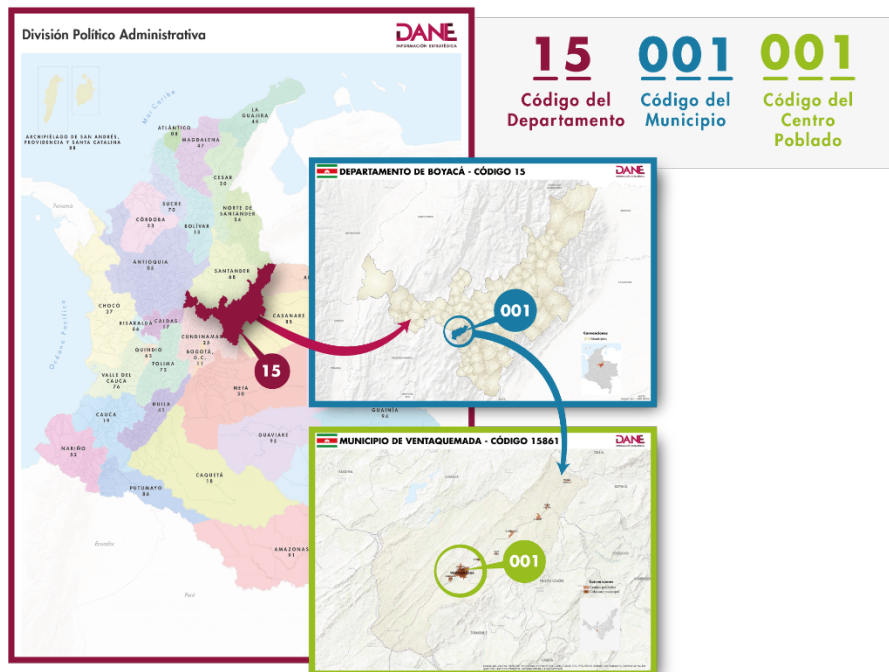 División Político Administrativa
DANE
INFORMACIÓN ESTRATÉGICA
15 001 001
Código del
Departamento
Código del
Municipio
Código del
Centro
Poblado
Mar Caribe
LA
GUAJIRA
44
ATLÁNTICO
08
MAGDALENA
47
ARCHIPIÉLAGO DE SAN ANDRÉS,
PROVIDENCIA Y SANTA CATALINA
88
CESAR
20
Panamá
SUCRE
70
NORTE DE
SANTANDER
54
CÓRDOBA
23
BOLÍVAR
13
ANTIOQUIA
05
SANTANDER
68
CHOCÓ
27
Océano Pacífico
CALDAS
17
RISARALDA
66
CASANARE
85
CUNDINAMA
25
QUINDÍO
63
BOGOTÁ,
D.C.
11
TOLIMA
73
VALLE DEL
CAUCA
76
15
META
50
HUILA
41
CAUCA
19
GUAINÍA
94
GUAVIARE
95
NARIÑO
52
CAQUETÁ
18
PUTUMAYO
86
AMAZONAS
91
Ecuador
Perú
DEPARTAMENTO DE BOYACÁ - CÓDIGO 15
DANE
001
Convenciones
MUNICIPIO DE VENTAQUEMADA - CÓDIGO 15861
DANE
001
Convenciones